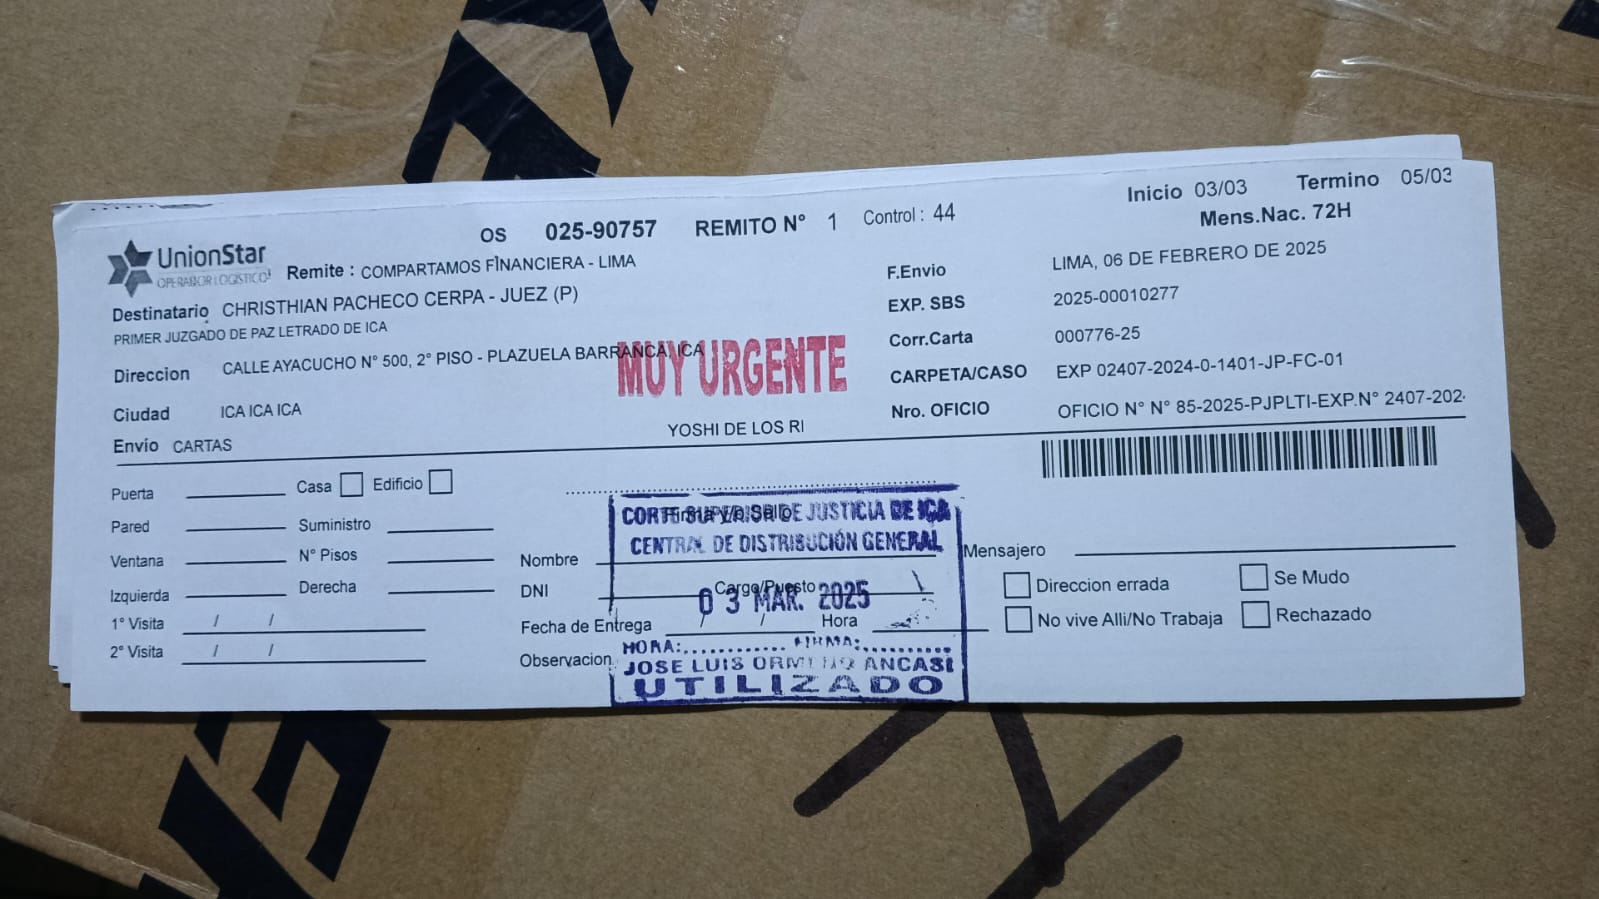 Inicio 03/03 Termino 05/03
Mens.Nac. 72H
OS 025-90757 REMITO N° 1 Control : 44
UnionStar
OPERADOR LOGISTICO
Remite : COMPARTAMOS FINANCIERA - LIMA
Destinatario CHRISTHIAN PACHECO CERPA - JUEZ (P)
PRIMER JUZGADO DE PAZ LETRADO DE ICA
Direccion CALLE AYACUCHO N° 500, 2° PISO - PLAZUELA BARRANCA, ICA
Ciudad ICA ICA ICA
Envío CARTAS
MUY URGENTE
YOSHI DE LOS RI
F.Envio LIMA, 06 DE FEBRERO DE 2025
EXP. SBS 2025-00010277
Corr.Carta 000776-25
CARPETA/CASO EXP 02407-2024-0-1401-JP-FC-01
Nro. OFICIO OFICIO N° N° 85-2025-PJPLTI-EXP.N° 2407-202
Puerta Casa Edificio
Pared Suministro
Ventana N° Pisos
Izquierda Derecha
1° Visita / /
2° Visita / /
Firma y/o Sello
Nombre
DNI Cargo/Puesto
Fecha de Entrega / / Hora
Observacion
CORTE SUPERIOR DE JUSTICIA DE ICA
CENTRAL DE DISTRIBUCIÓN GENERAL
03 MAR. 2025
HORA:............ FIRMA:............
JOSE LUIS ORMEÑO ANCASI
UTILIZADO
Mensajero
Direccion errada Se Mudo
No vive Alli/No Trabaja Rechazado